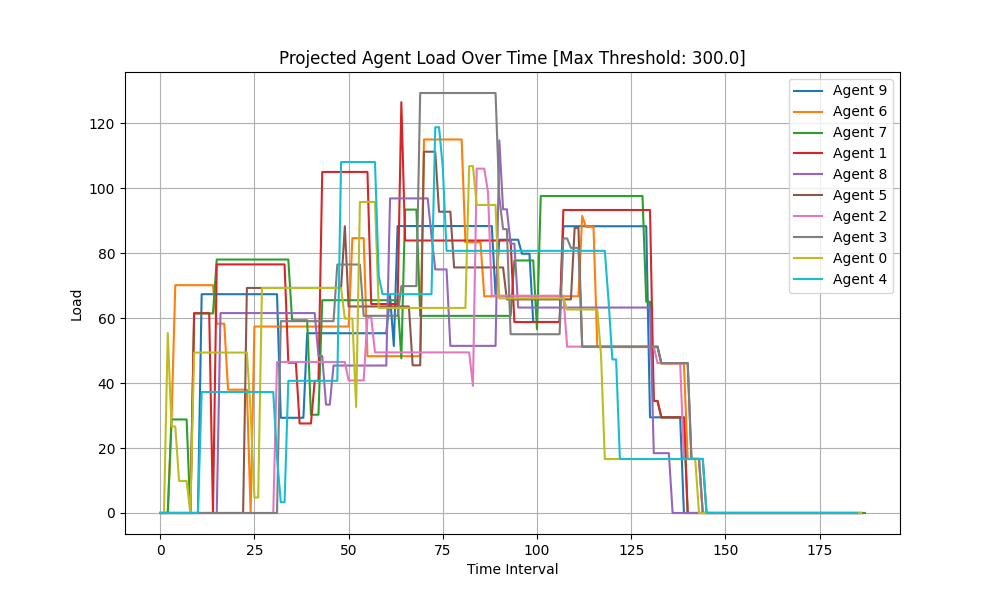 Projected Agent Load Over Time [Max Threshold: 300.0]
Load
120
100
80
60
40
20
0
0 25 50 75 100 125 150 175
Time Interval
Agent 9
Agent 6
Agent 7
Agent 1
Agent 8
Agent 5
Agent 2
Agent 3
Agent 0
Agent 4